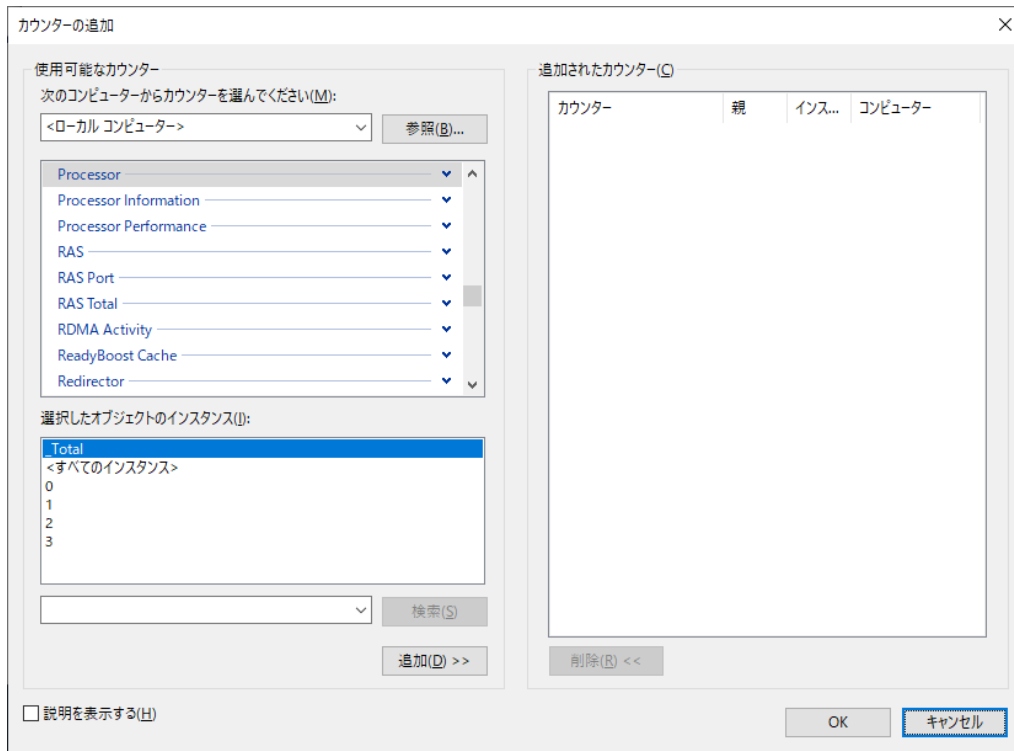 カウンターの追加
使用可能なカウンター
次のコンピューターからカウンターを選んでください(M):
<ローカル コンピューター>
参照(B)...
Processor
Processor Information
Processor Performance
RAS
RAS Port
RAS Total
RDMA Activity
ReadyBoost Cache
Redirector
選択したオブジェクトのインスタンス(I):
_Total
<すべてのインスタンス>
0
1
2
3
検索(S)
追加(D) >>
説明を表示する(H)
追加されたカウンター(C)
カウンター 親 インス... コンピューター
削除(R) <<
OK キャンセル